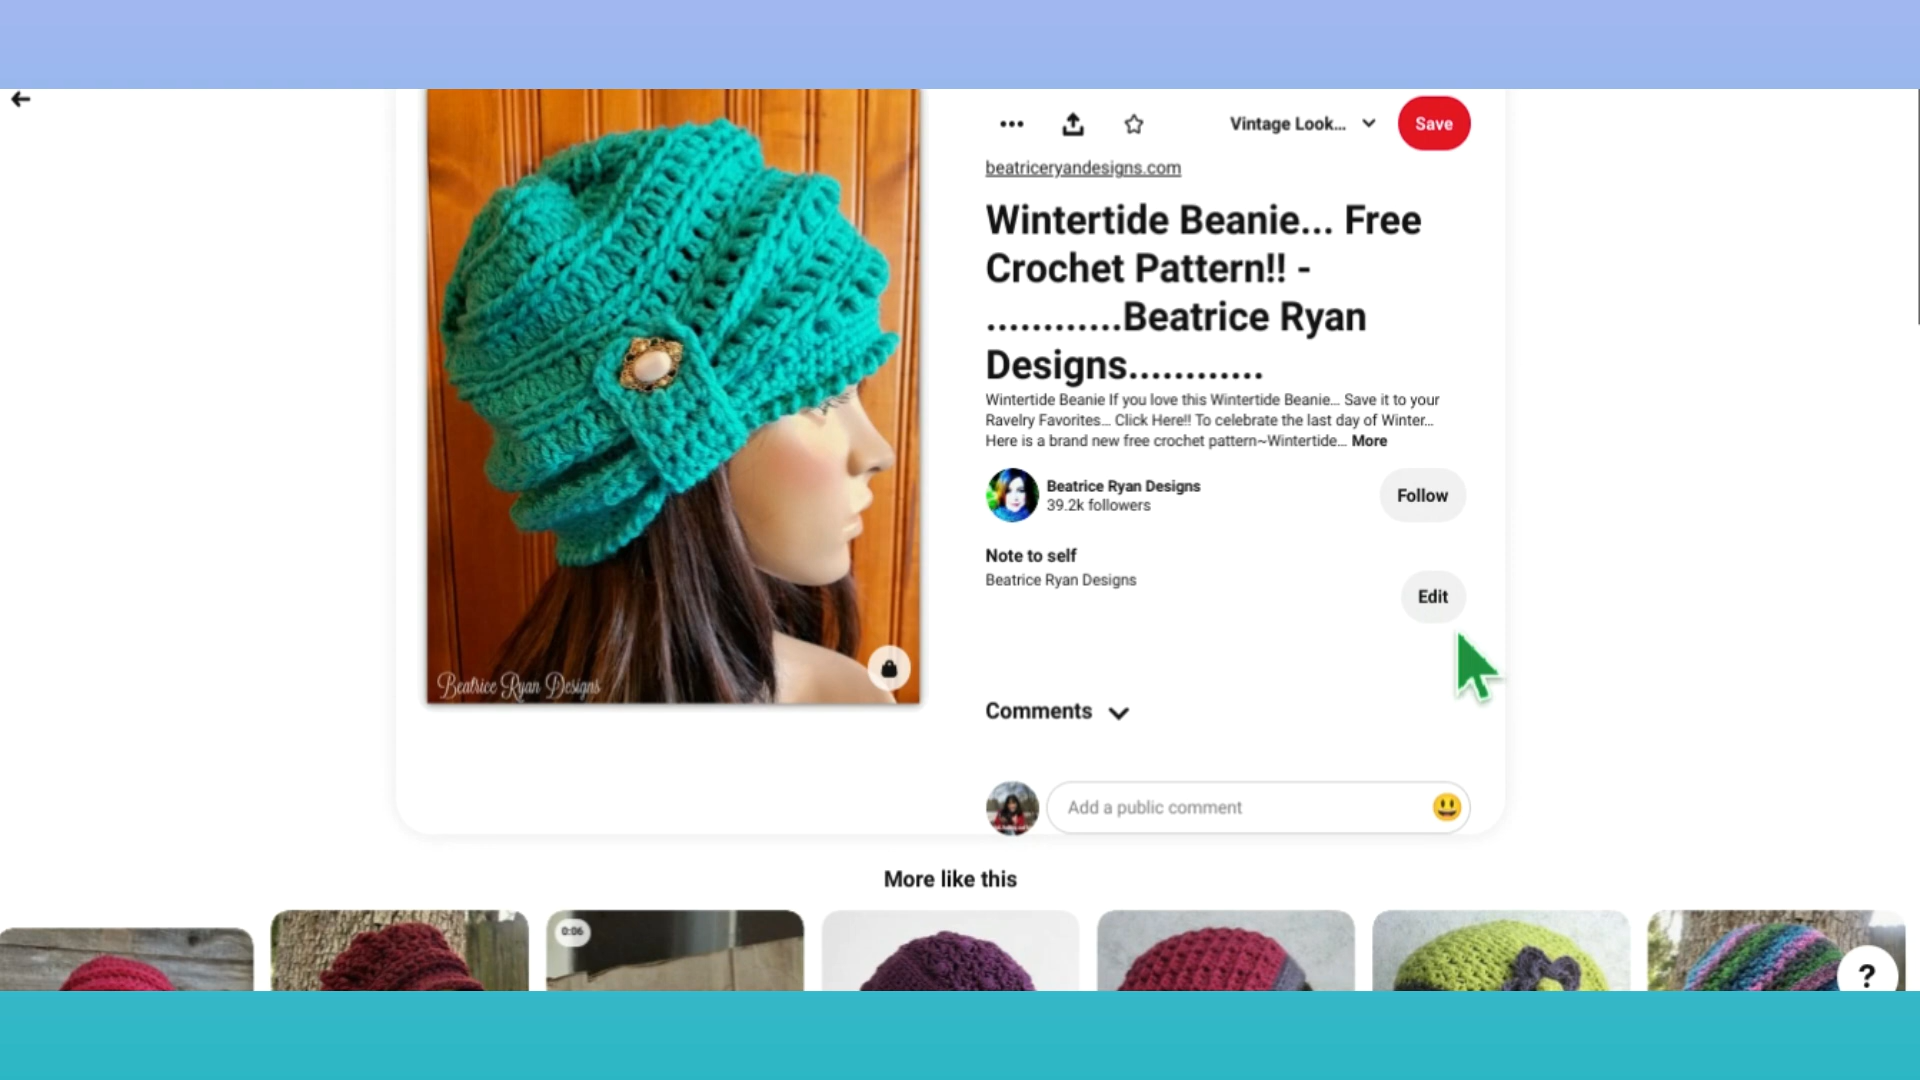 Vintage Look...
Save
beatriceryandesigns.com
Wintertide Beanie... Free
Crochet Pattern!! -
............Beatrice Ryan
Designs............
Wintertide Beanie If you love this Wintertide Beanie... Save it to your
Ravelry Favorites... Click Here!! To celebrate the last day of Winter...
Here is a brand new free crochet pattern~Wintertide... More
Beatrice Ryan Designs
39.2k followers
Follow
Note to self
Beatrice Ryan Designs
Edit
Beatrice Ryan Designs
Comments
Add a public comment
More like this
0:06
?